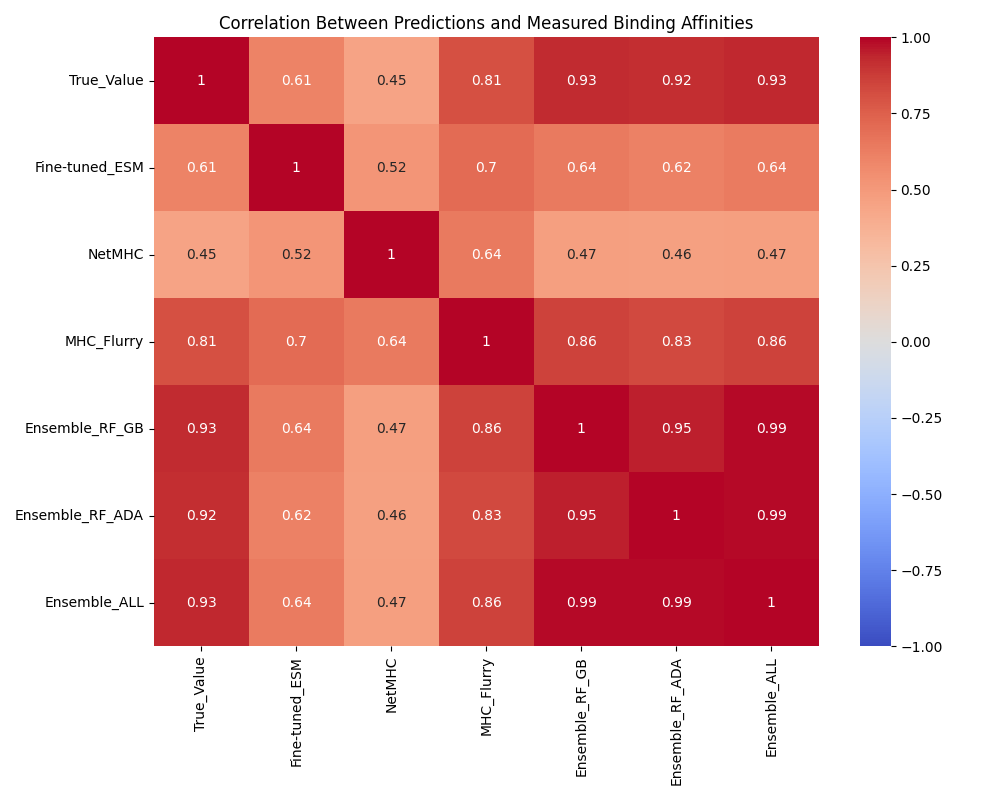 Correlation Between Predictions and Measured Binding Affinities
True_Value 1 0.61 0.45 0.81 0.93 0.92 0.93
Fine-tuned_ESM 0.61 1 0.52 0.7 0.64 0.62 0.64
NetMHC 0.45 0.52 1 0.64 0.47 0.46 0.47
MHC_Flurry 0.81 0.7 0.64 1 0.86 0.83 0.86
Ensemble_RF_GB 0.93 0.64 0.47 0.86 1 0.95 0.99
Ensemble_RF_ADA 0.92 0.62 0.46 0.83 0.95 1 0.99
Ensemble_ALL 0.93 0.64 0.47 0.86 0.99 0.99 1
True_Value
Fine-tuned_ESM
NetMHC
MHC_Flurry
Ensemble_RF_GB
Ensemble_RF_ADA
Ensemble_ALL
1.00
0.75
0.50
0.25
0.00
−0.25
−0.50
−0.75
−1.00